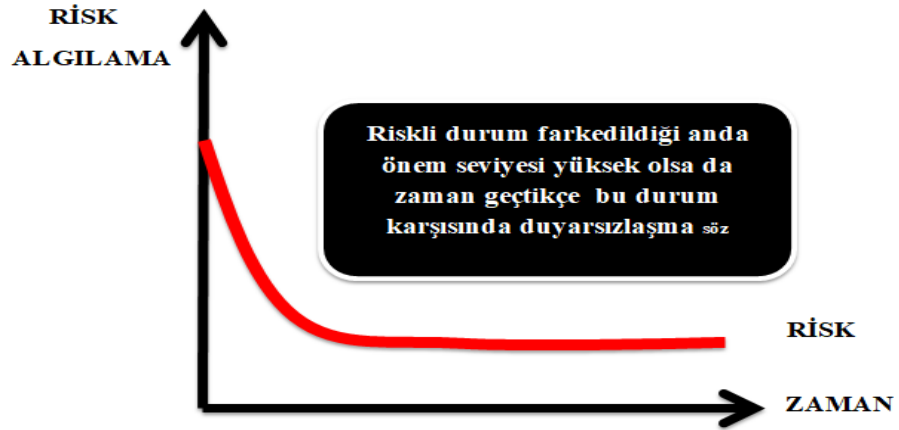 RİSK
ALGILAMA
Riskli durum farkedildiği anda
önem seviyesi yüksek olsa da
zaman geçtikçe bu durum
karşısında duyarsızlaşma söz
RİSK
ZAMAN